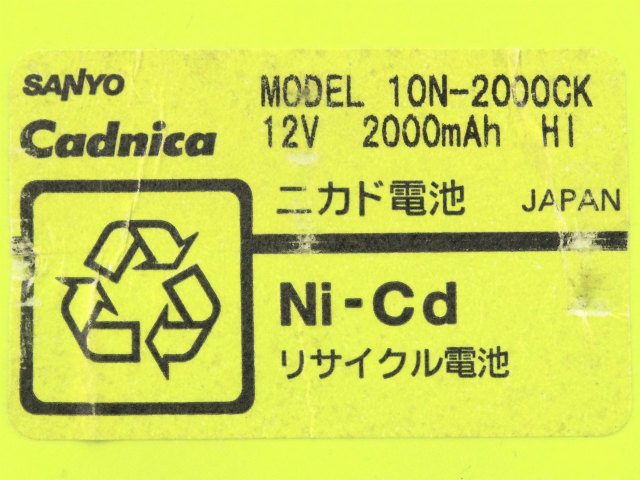 SANYO
Cadnica
MODEL 10N-2000CK
12V 2000mAh HI
ニカド電池 JAPAN
Ni-Cd
リサイクル電池